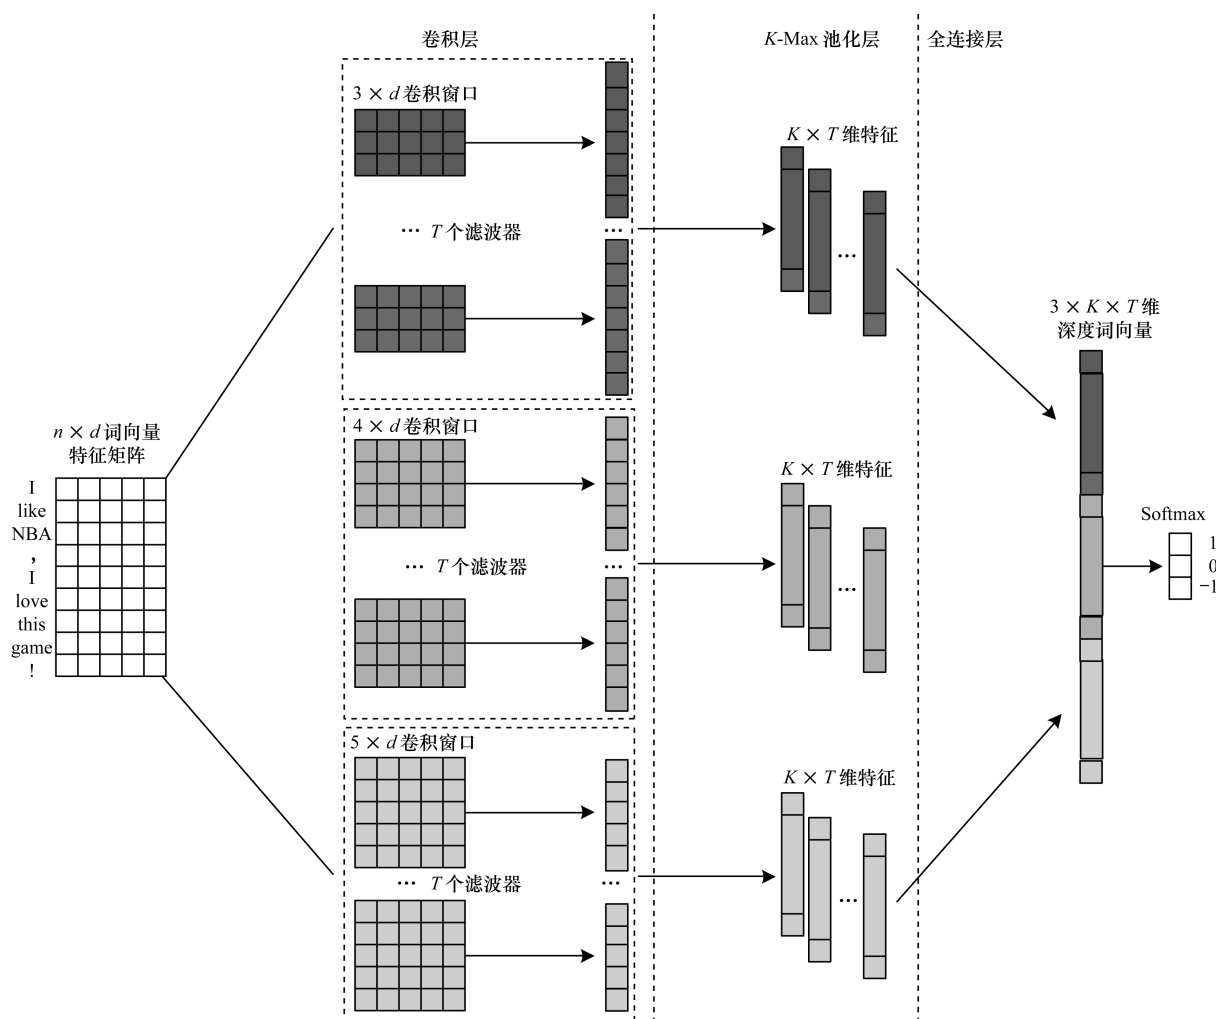 卷积层
K-Max 池化层
全连接层
3 × d 卷积窗口
… T 个滤波器 …
K × T 维特征
…
4 × d 卷积窗口
… T 个滤波器 …
K × T 维特征
…
5 × d 卷积窗口
… T 个滤波器 …
K × T 维特征
…
n × d 词向量
特征矩阵
I
like
NBA
,
I
love
this
game
!
3 × K × T 维
深度词向量
Softmax
1
0
−1